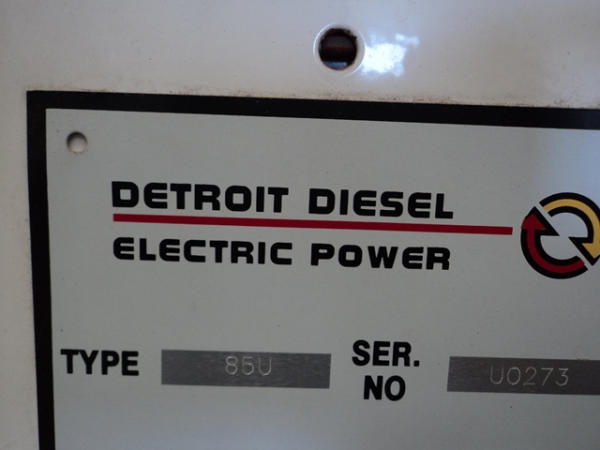 DETROIT DIESEL
ELECTRIC POWER
TYPE 85U SER. NO U0273